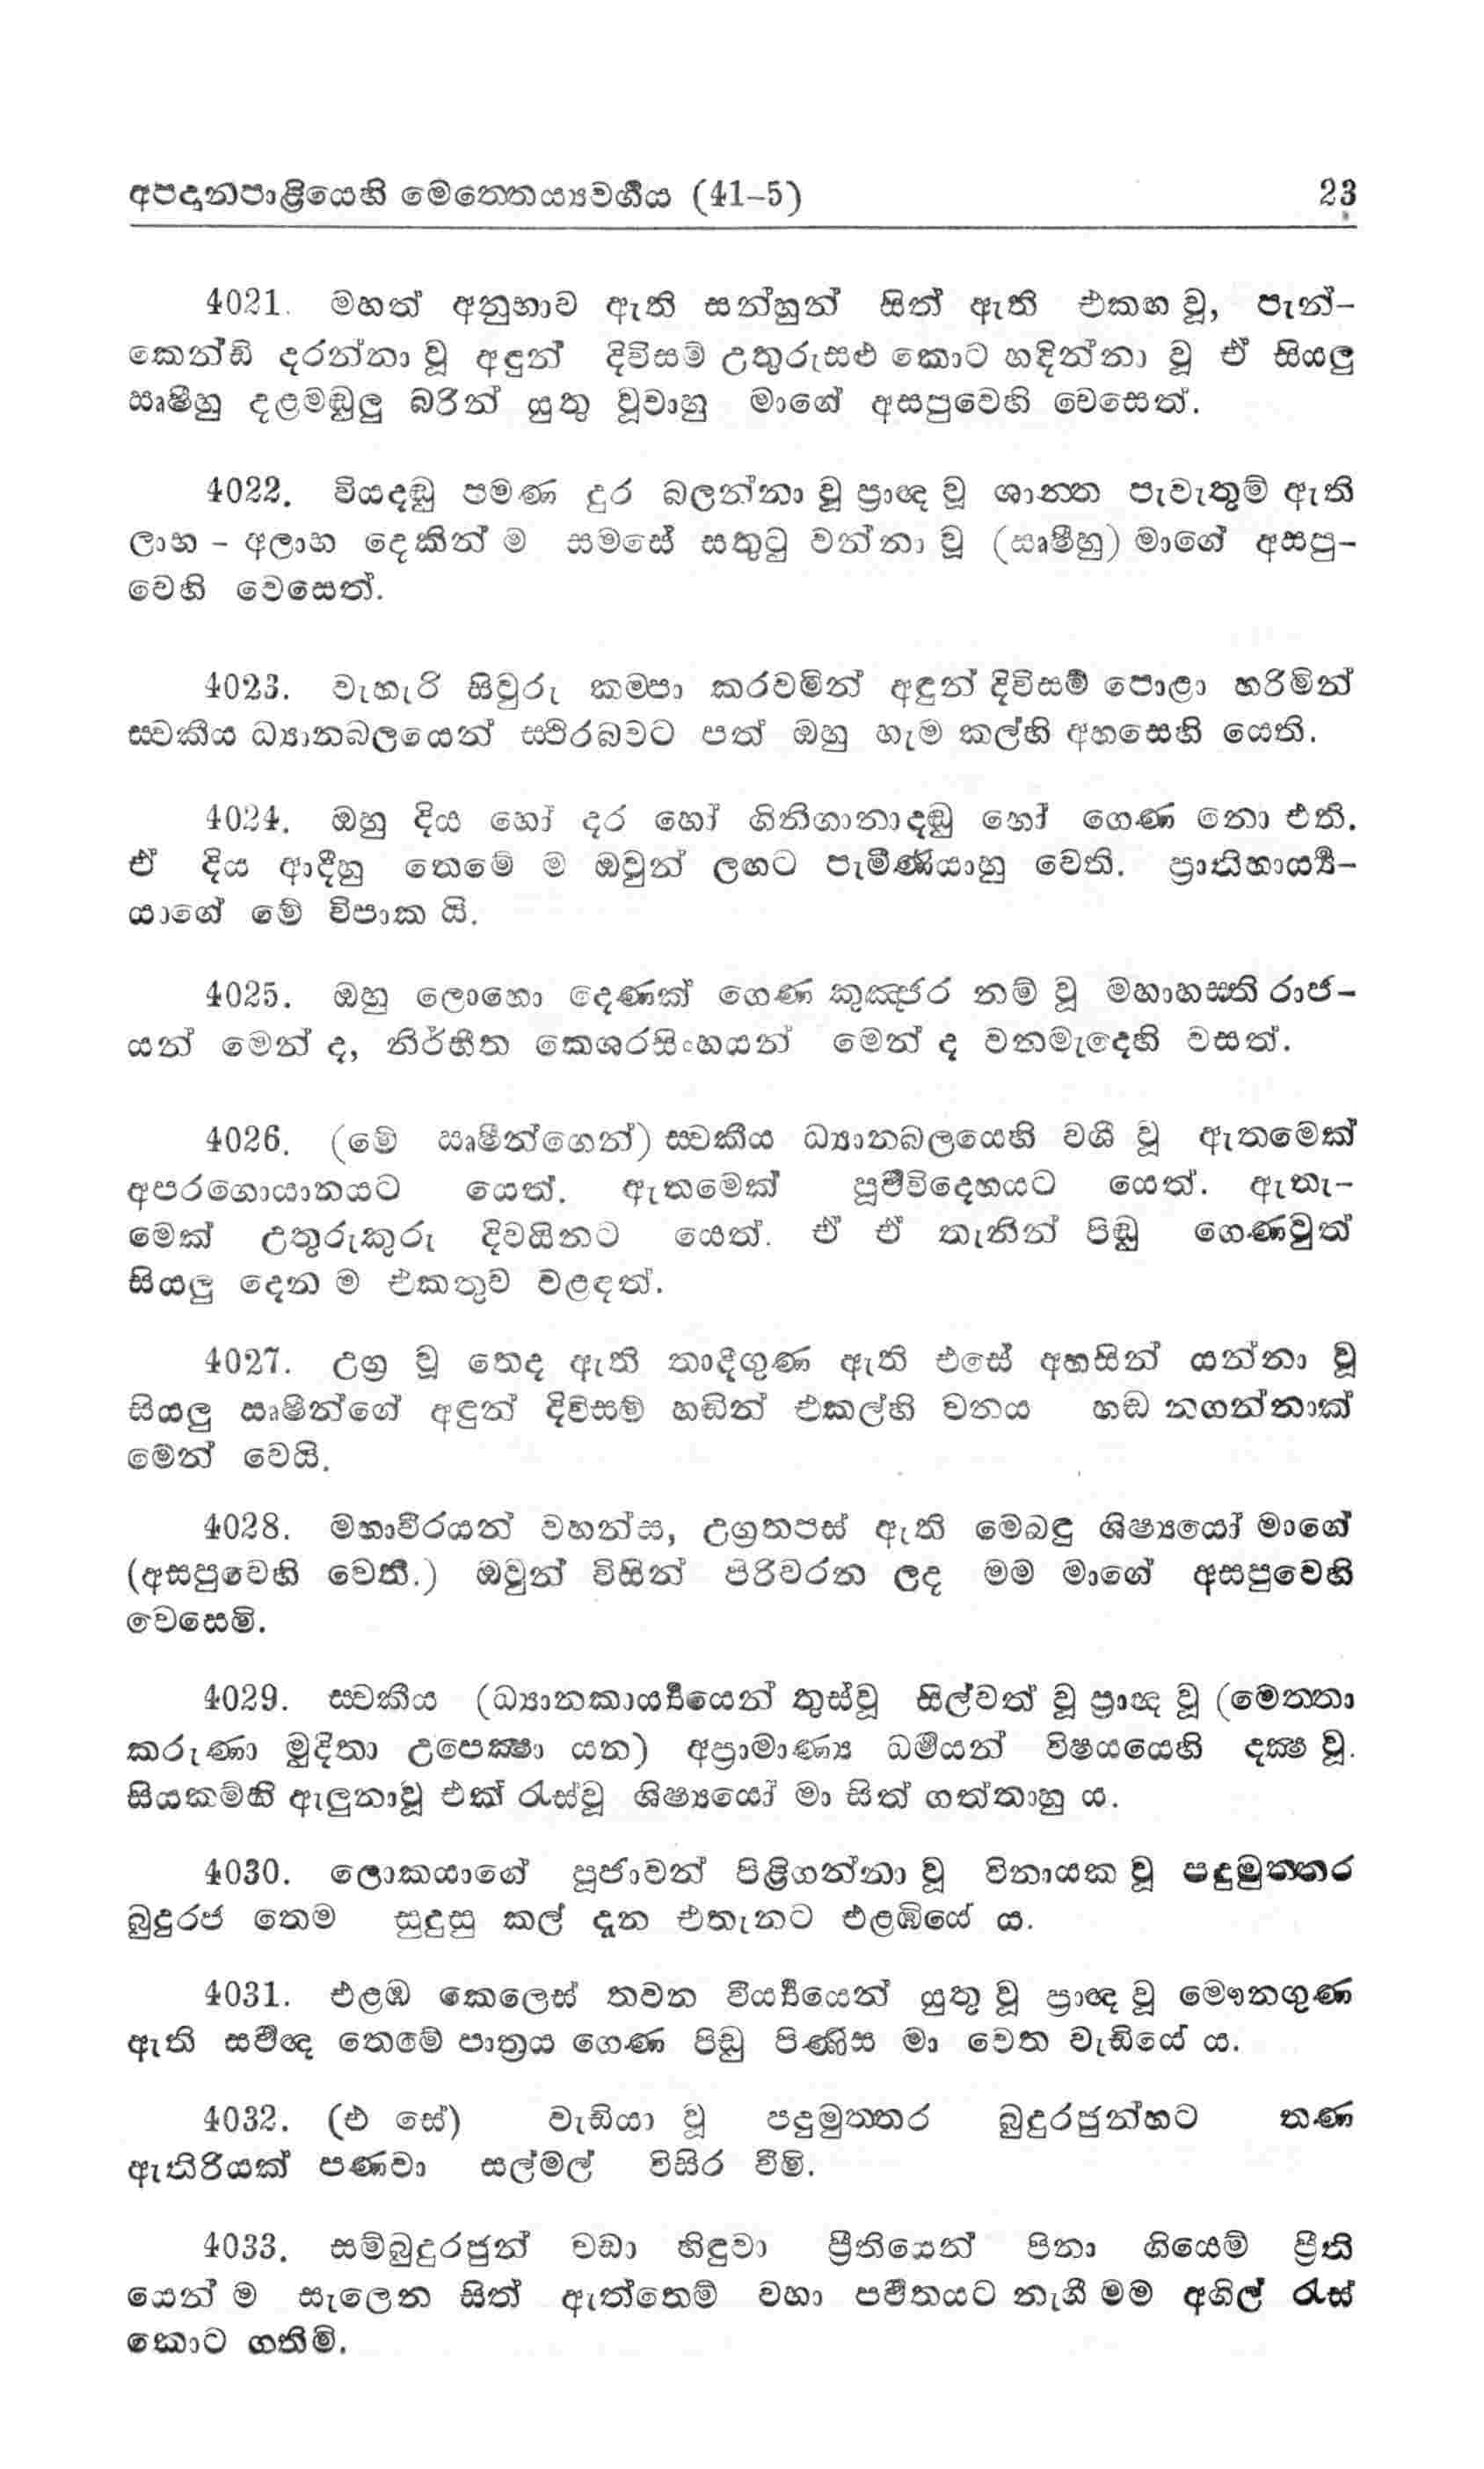 අපදානපාළියෙහි මෙත්තෙය්‍යවර්‍ගය (41–5) 23
4021. මහත් අනුභාව ඇති සන්හුන් සිත් ඇති එකඟ වූ, පැන්-
කෙන්ඩි දරන්නා වූ අඳුන් දිවිසම් උතුරුසළු කොට හඳින්නා වූ ඒ සියලු
ඍෂීහු දළමඬුලු බරින් යුතු වූවාහු මාගේ අසපුවෙහි වෙසෙත්.
4022. වියදඬු පමණ දුර බලන්නා වූ ප්‍රාඥ වූ ශාන්ත පැවැතුම් ඇති
ලාභ - අලාභ දෙකින් ම සමසේ සතුටු වන්නා වූ (ඍෂීහු) මාගේ අසපු-
වෙහි වෙසෙත්.
4023. වැහැරි සිවුරු කම්පා කරවමින් අඳුන් දිවිසම් පොළා හරිමින්
ස්වකීය ධ්‍යානබලයෙන් ස්ථිරබවට පත් ඔහු හැම කල්හි අහසෙහි යෙති.
4024. ඔහු දිය හෝ දර හෝ ගිනිගානාදඬු හෝ ගෙණ නො එති.
ඒ දිය ආදීහු තෙමේ ම ඔවුන් ලඟට පැමිණියාහු වෙති. ප්‍රාතිහාර්‍ය්‍ය-
යාගේ මේ විපාක යි.
4025. ඔහු ලොහො දෙණක් ගෙණ කුඤ්ජර නම් වූ මහාහස්ති රාජ-
යන් මෙන් ද, නිර්භීත කෙශරසිංහයන් මෙන් ද වනමැදෙහි වසත්.
4026. (මේ ඍෂීන්ගෙන්) ස්වකීය ධ්‍යානබලයෙහි වශී වූ ඇතමෙක්
අපරගොයානයට යෙත්. ඇතමෙක් පූර්‍වවිදෙහයට යෙත්. ඇතැ-
මෙක් උතුරුකුරු දිවයිනට යෙත්. ඒ ඒ තැනින් පිඬු ගෙණවුත්
සියලු දෙන ම එකතුව වළඳත්.
4027. උග්‍ර වූ තෙද ඇති තාදීගුණ ඇති එසේ අහසින් යන්නා වූ
සියලු ඍෂීන්ගේ අඳුන් දිවිසම් හඬින් එකල්හි වනය හඬ නගන්නාක්
මෙන් වෙයි.
4028. මහාවීරයන් වහන්ස, උග්‍රතපස් ඇති මෙබඳු ශිෂ්‍යයෝ මාගේ
(අසපුවෙහි වෙති.) ඔවුන් විසින් පිරිවරන ලද මම මාගේ අසපුවෙහි
වෙසෙමි.
4029. ස්වකීය (ධ්‍යානකාර්‍ය්‍යයෙන් තුස්වූ සිල්වත් වූ ප්‍රාඥ වූ (මෙත්තා
කරුණා මුදිතා උපෙක්‍ෂා යන) අප්‍රාමාණ්‍ය ධර්‍මයන් විෂයයෙහි දක්‍ෂ වූ.
සියකම්හි ඇලුනාවූ එක් රැස්වූ ශිෂ්‍යයෝ මා සිත් ගත්තාහු ය.
4030. ලොකයාගේ පූජාවන් පිළිගන්නා වූ විනායක වූ පදුමුත්තර
බුදුරජ තෙම සුදුසු කල් දැන එතැනට එළඹියේ ය.
4031. එළඹ කෙලෙස් තවන වීර්‍ය්‍යයෙන් යුතු වූ ප්‍රාඥ වූ මෞනගුණ
ඇති සර්‍වඥ තෙමේ පාත්‍රය ගෙණ පිඬු පිණිස මා වෙත වැඩියේ ය.
4032. (එ සේ) වැඩියා වූ පදුමුත්තර බුදුරජුන්හට තණ
ඇතිරියක් පණවා සල්මල් විසිර වීමි.
4033. සම්බුදුරජුන් වඩා හිඳුවා ප්‍රීතියෙන් පිනා ගියෙම් ප්‍රීති
යෙන් ම සැලෙන සිත් ඇත්තෙම් වහා පර්‍වතයට නැගී මම අගිල් රැස්
කොට ගතිමි.